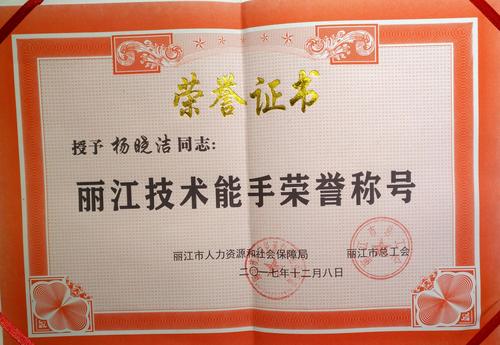 荣誉证书
授予 杨晓洁 同志:
丽江技术能手荣誉称号
丽江市人力资源和社会保障局 丽江市总工会
二〇一七年十二月八日